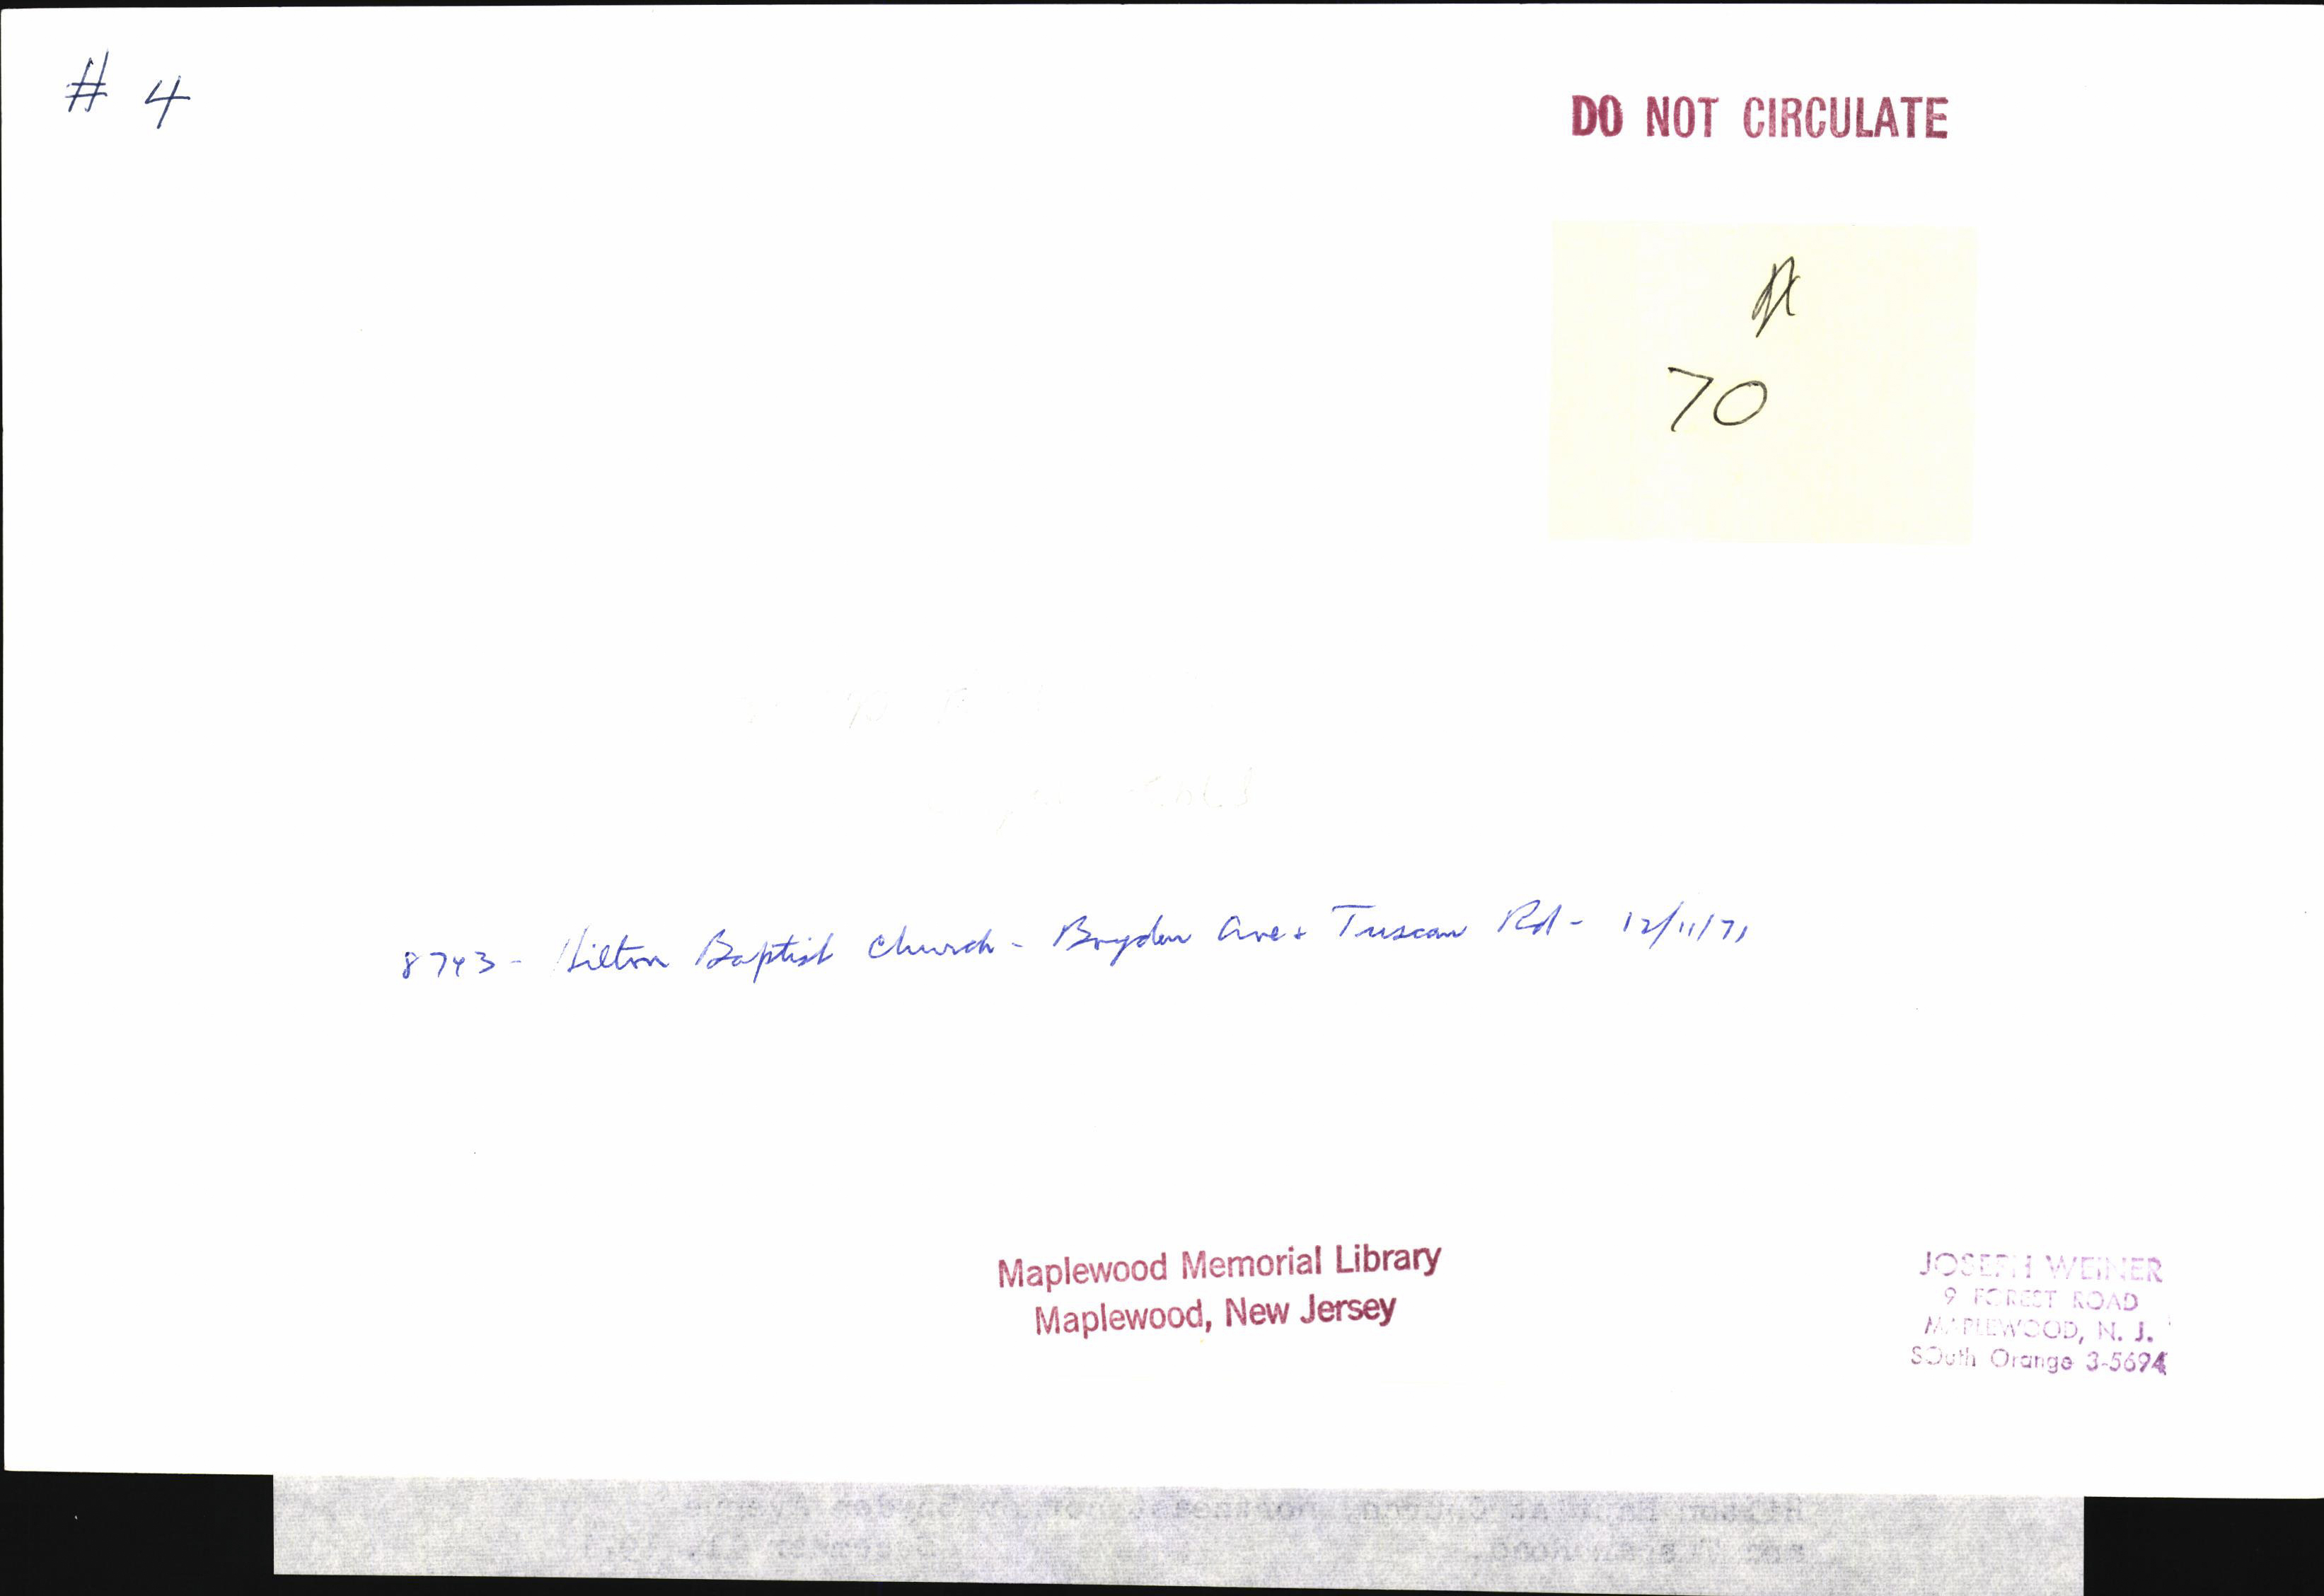 # 4
DO NOT CIRCULATE
70
8743 - Hilton Baptist Church - Boyden Ave & Tuscan Rd - 12/11/71
Maplewood Memorial Library
Maplewood, New Jersey
JOSEPH WEINER
9 FOREST ROAD
MAPLEWOOD, N. J.
SOuth Orange 3-5694